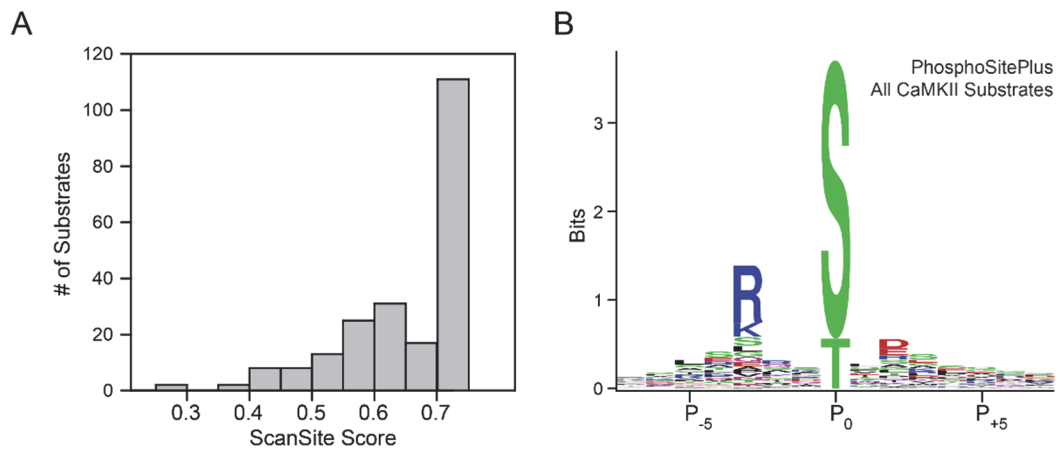 A
120
100
80
60
40
20
0
# of Substrates
0.3 0.4 0.5 0.6 0.7
ScanSite Score
B
PhosphoSitePlus
All CaMKII Substrates
3
2
1
0
Bits
R
K
S
T
P-5 P0 P+5